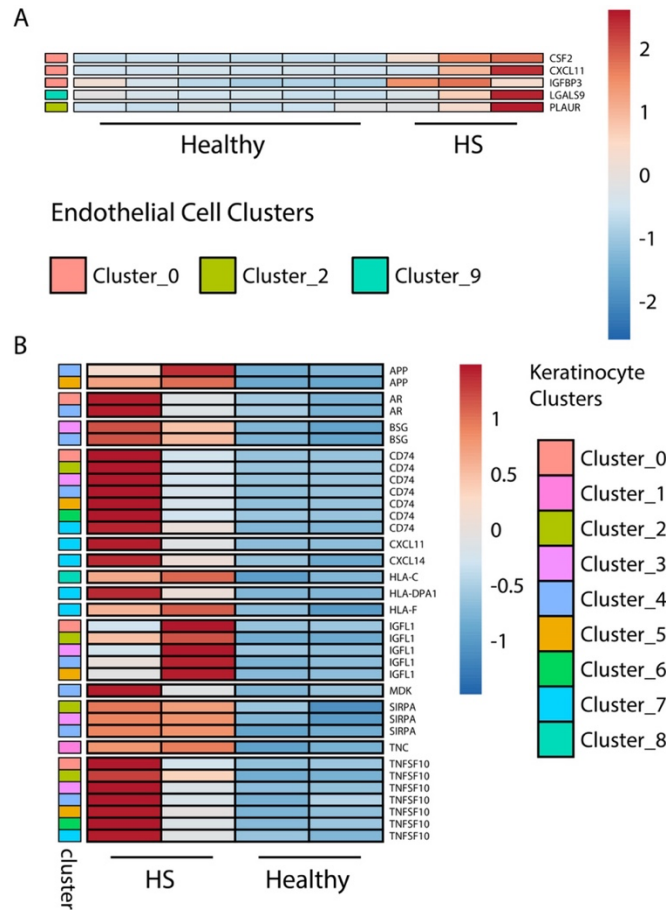 A
CSF2
CXCL11
IGFBP3
LGALS9
PLAUR
Healthy HS
2
1
0
-1
-2
Endothelial Cell Clusters
Cluster_0 Cluster_2 Cluster_9
B
APP
APP
AR
AR
BSG
BSG
CD74
CD74
CD74
CD74
CD74
CD74
CD74
CXCL11
CXCL14
HLA-C
HLA-DPA1
HLA-F
IGFL1
IGFL1
IGFL1
IGFL1
IGFL1
MDK
SIRPA
SIRPA
SIRPA
TNC
TNFSF10
TNFSF10
TNFSF10
TNFSF10
TNFSF10
TNFSF10
TNFSF10
cluster
HS Healthy
1
0.5
0
-0.5
-1
Keratinocyte
Clusters
Cluster_0
Cluster_1
Cluster_2
Cluster_3
Cluster_4
Cluster_5
Cluster_6
Cluster_7
Cluster_8